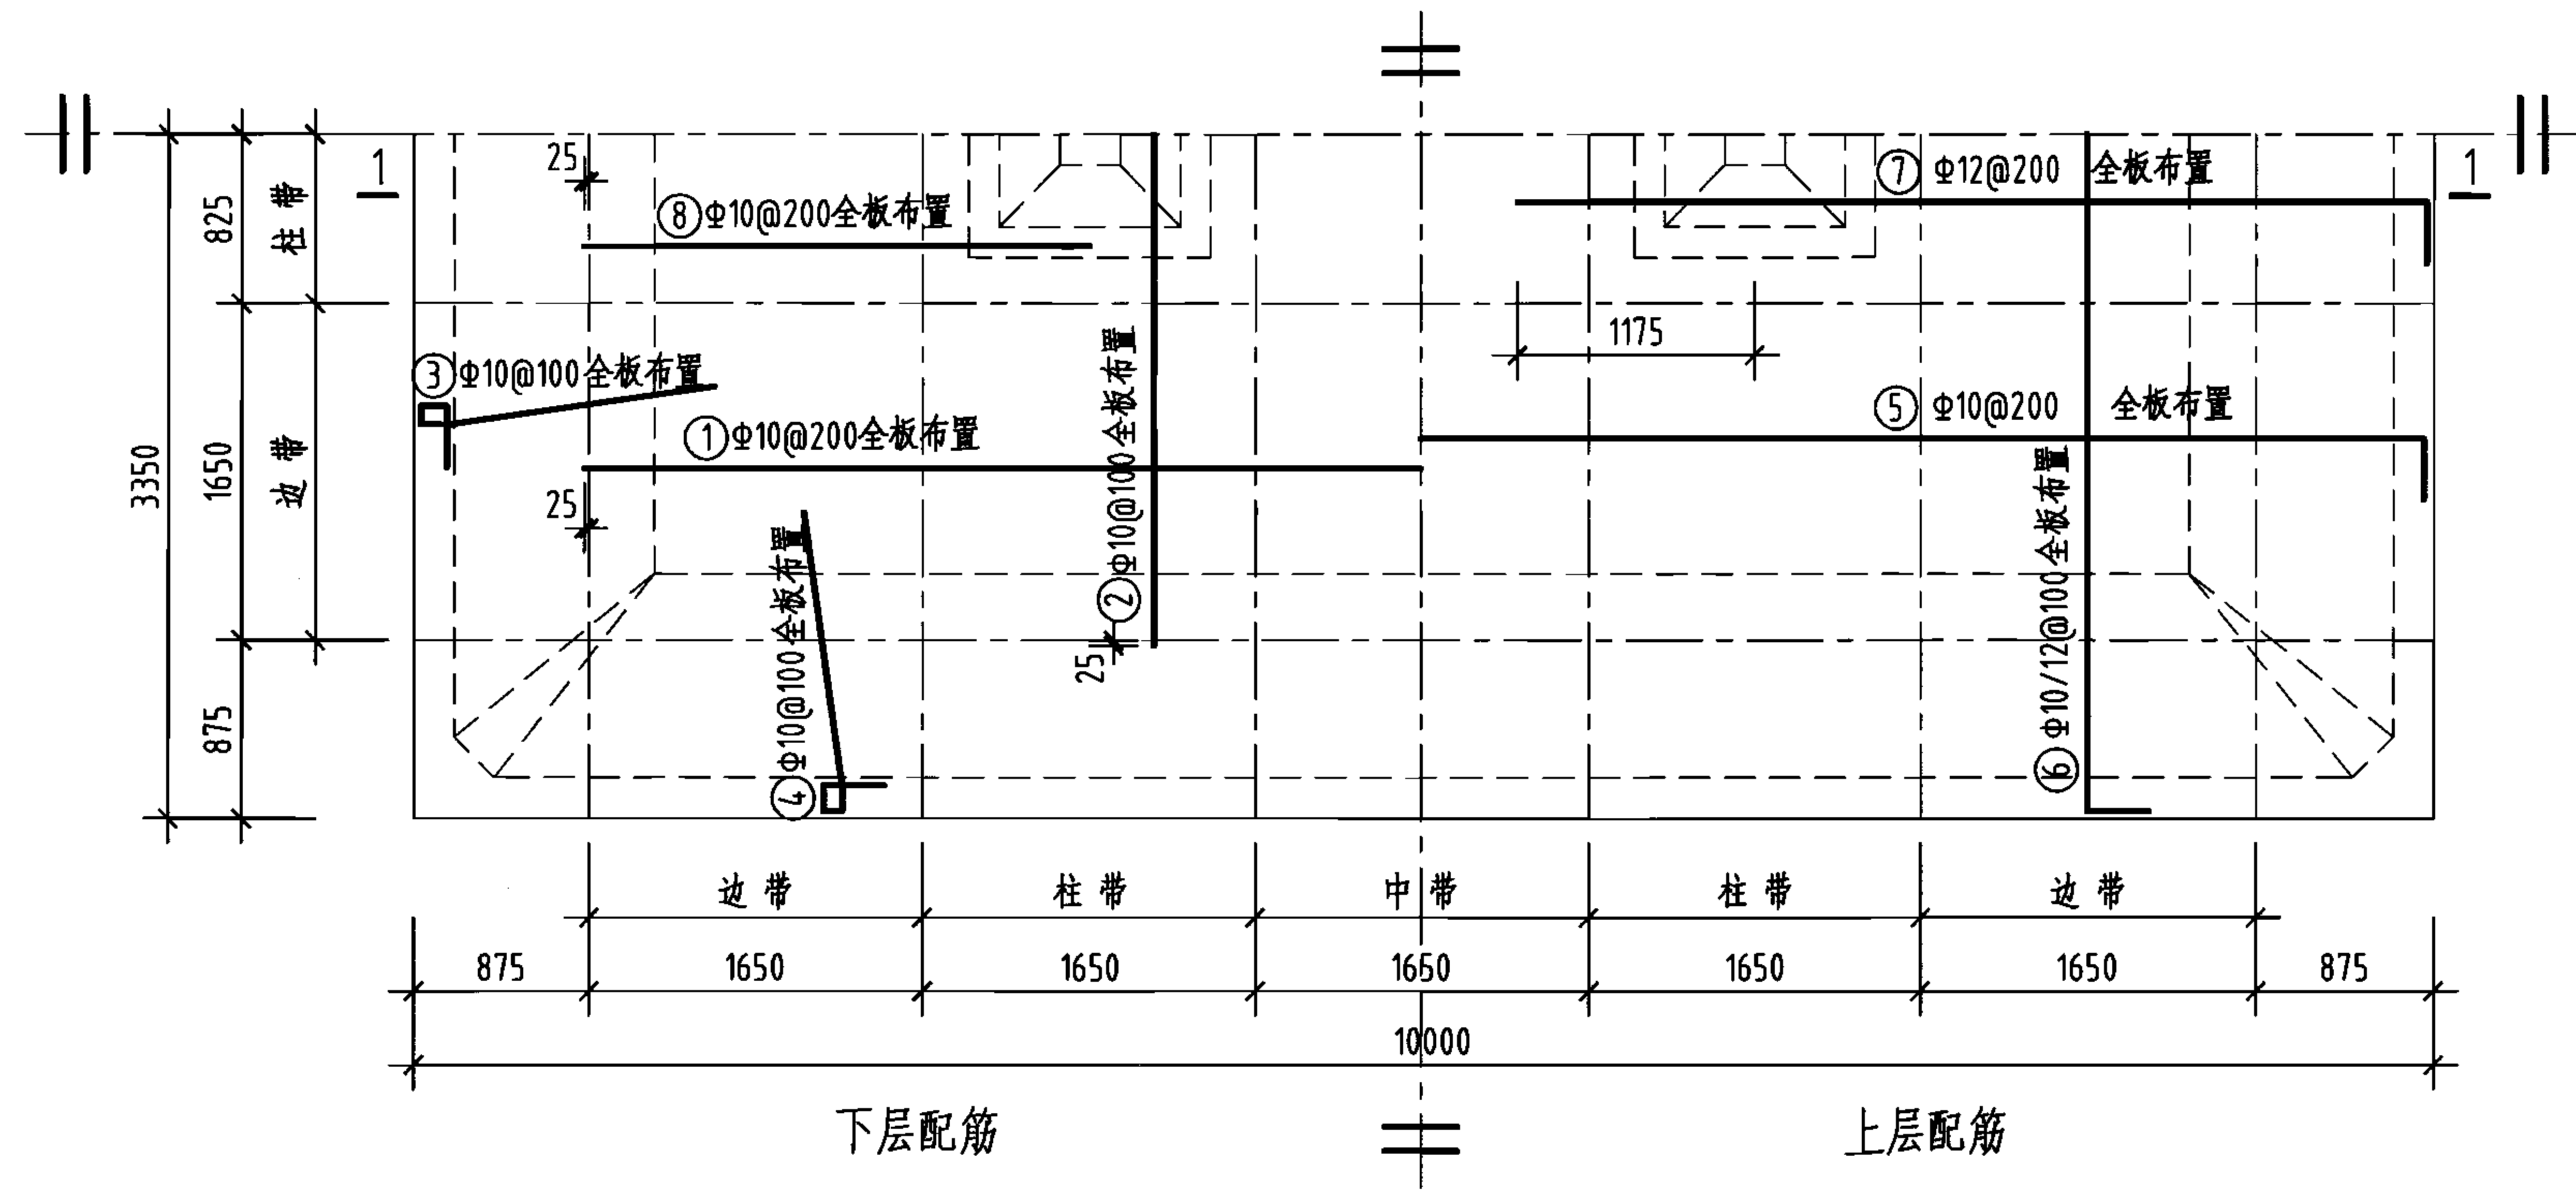 1
1
25
⑦ Φ12@200 全板布置
⑧Φ10@200全板布置
825
柱带
1175
③Φ10@100全板布置
⑤ Φ10@200 全板布置
①Φ10@200全板布置
②Φ10@100全板布置
3350
1650
边带
25
④Φ10@100全板布置
⑥Φ10/12@100全板布置
25
875
边带 柱带 中带 柱带 边带
875 1650 1650 1650 1650 1650 875
10000
下层配筋 上层配筋